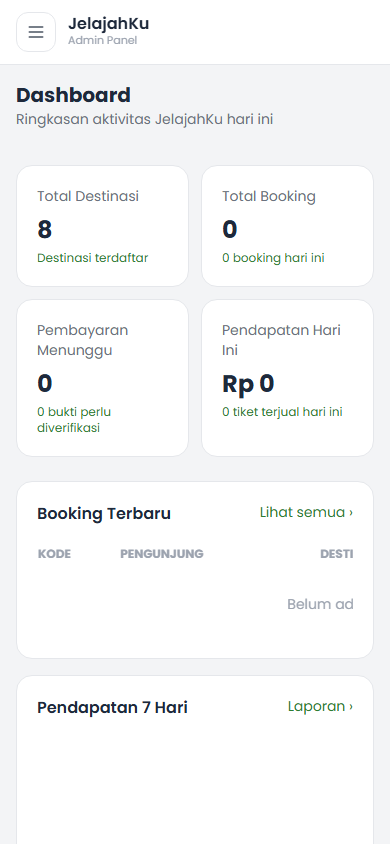 JelajahKu
Admin Panel
Dashboard
Ringkasan aktivitas JelajahKu hari ini
Total Destinasi
8
Destinasi terdaftar
Total Booking
0
0 booking hari ini
Pembayaran
Menunggu
0
0 bukti perlu
diverifikasi
Pendapatan Hari
Ini
Rp 0
0 tiket terjual hari ini
Booking Terbaru
Lihat semua ›
KODE PENGUNJUNG DESTI
Belum ad
Pendapatan 7 Hari
Laporan ›